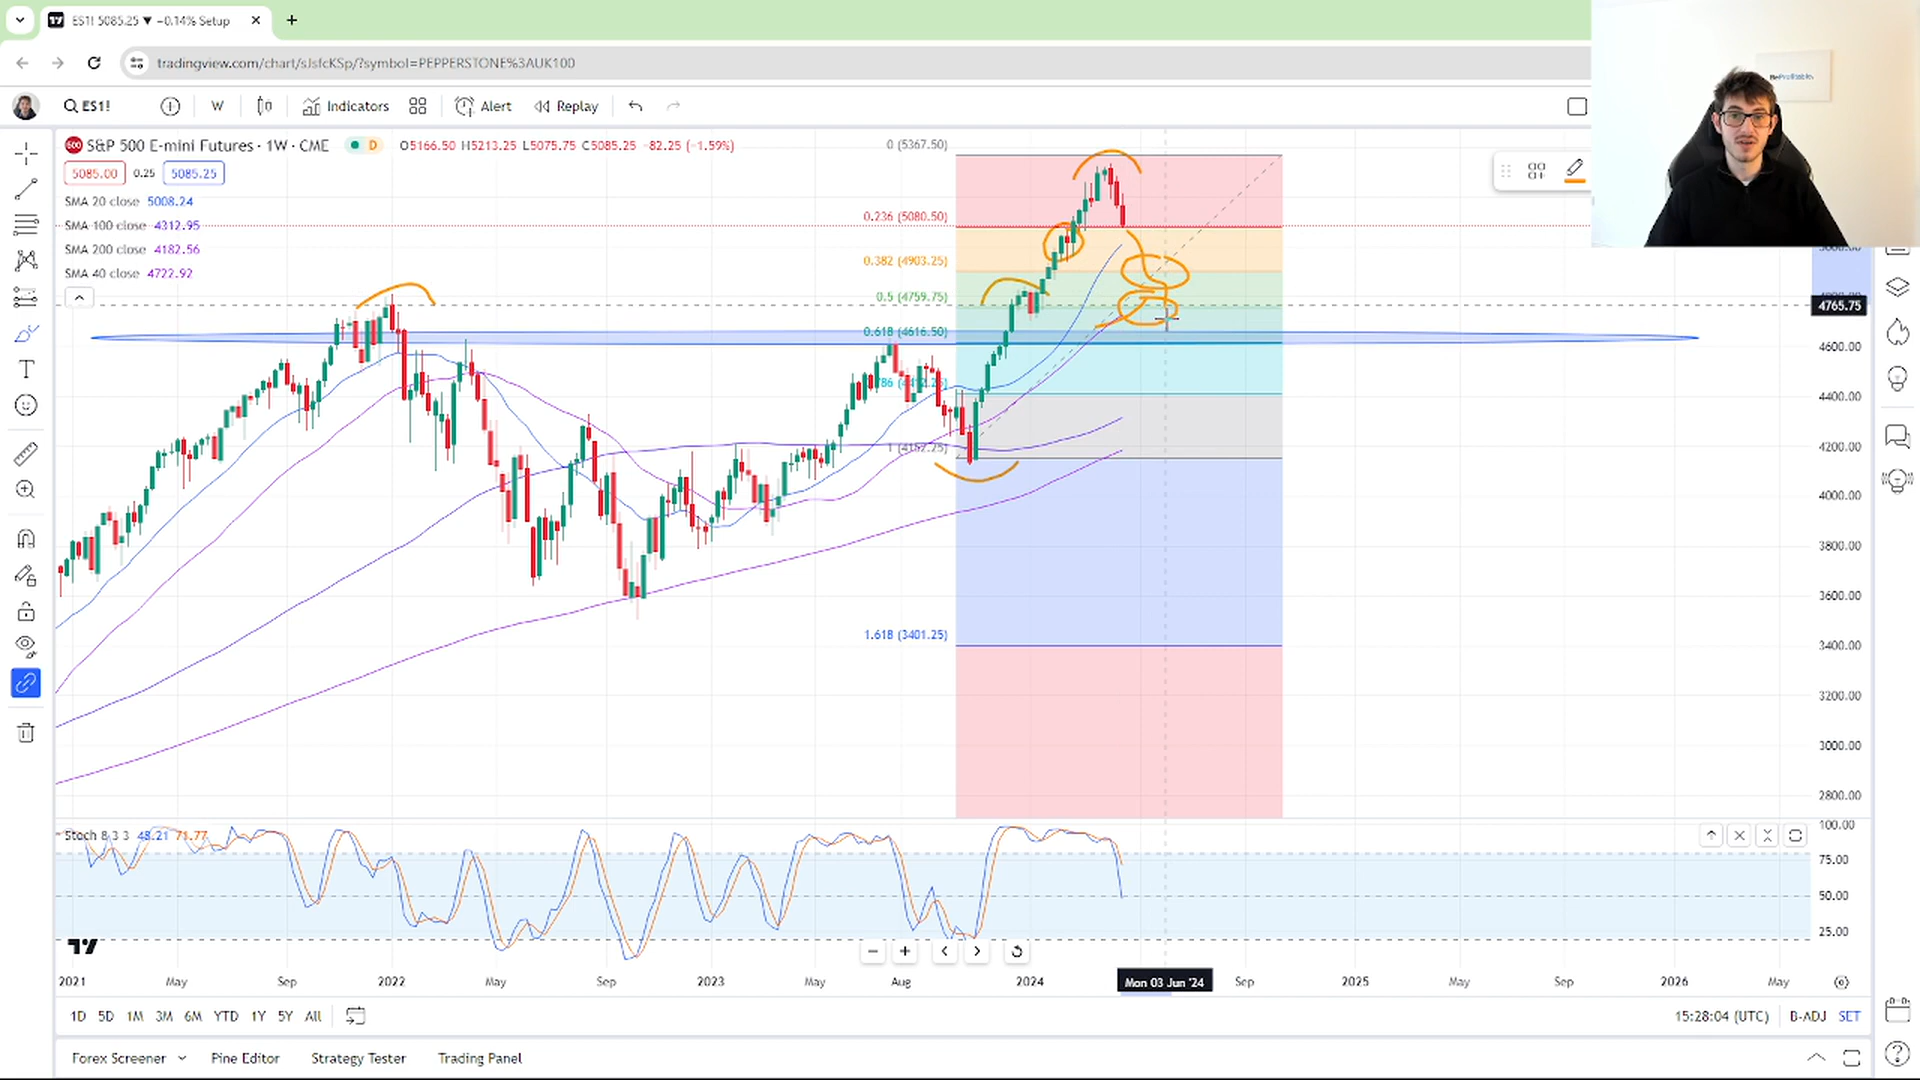 ES1! 5085.25 ▼ −0.14% Setup
tradingview.com/chart/sJsfcKSp/?symbol=PEPPERSTONE%3AUK100
ES1! W Indicators Alert Replay
S&P 500 E-mini Futures · 1W · CME D O5166.50 H5213.25 L5075.75 C5085.25 −82.25 (−1.59%)
5085.00 0.25 5085.25
SMA 20 close 5008.24
SMA 100 close 4312.95
SMA 200 close 4182.56
SMA 40 close 4722.92
0 (5367.50)
0.236 (5080.50)
0.382 (4903.25)
0.5 (4759.75)
0.618 (4616.50)
1.618 (3401.25)
4765.75
4600.00
4400.00
4200.00
4000.00
3800.00
3600.00
3400.00
3200.00
3000.00
2800.00
Stoch 8 3 3 48.21 71.77
100.00
75.00
50.00
25.00
2021 May Sep 2022 May Sep 2023 May Aug 2024 Mon 03 Jun '24 Sep 2025 May Sep 2026 May
1D 5D 1M 3M 6M YTD 1Y 5Y All
15:28:04 (UTC) B-ADJ SET
Forex Screener Pine Editor Strategy Tester Trading Panel